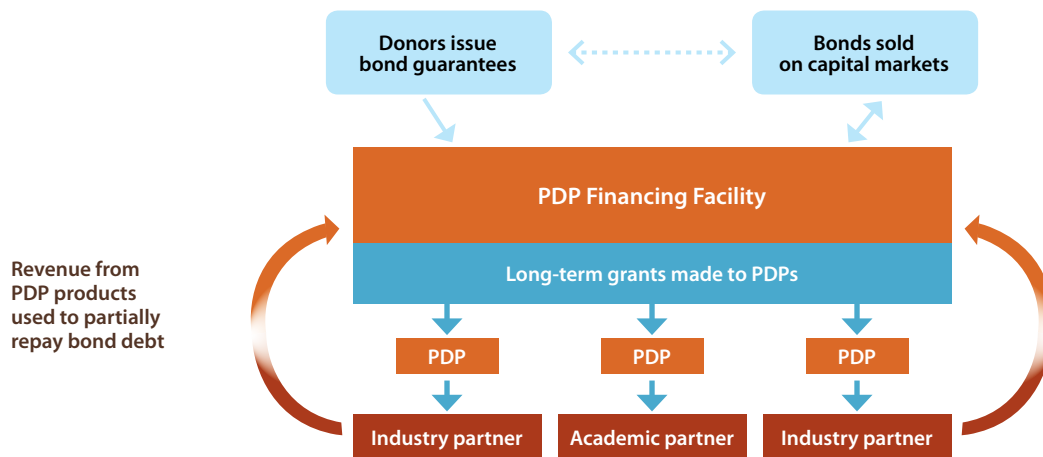 Donors issue
bond guarantees
Bonds sold
on capital markets
PDP Financing Facility
Long-term grants made to PDPs
Revenue from
PDP products
used to partially
repay bond debt
PDP
PDP
PDP
Industry partner
Academic partner
Industry partner